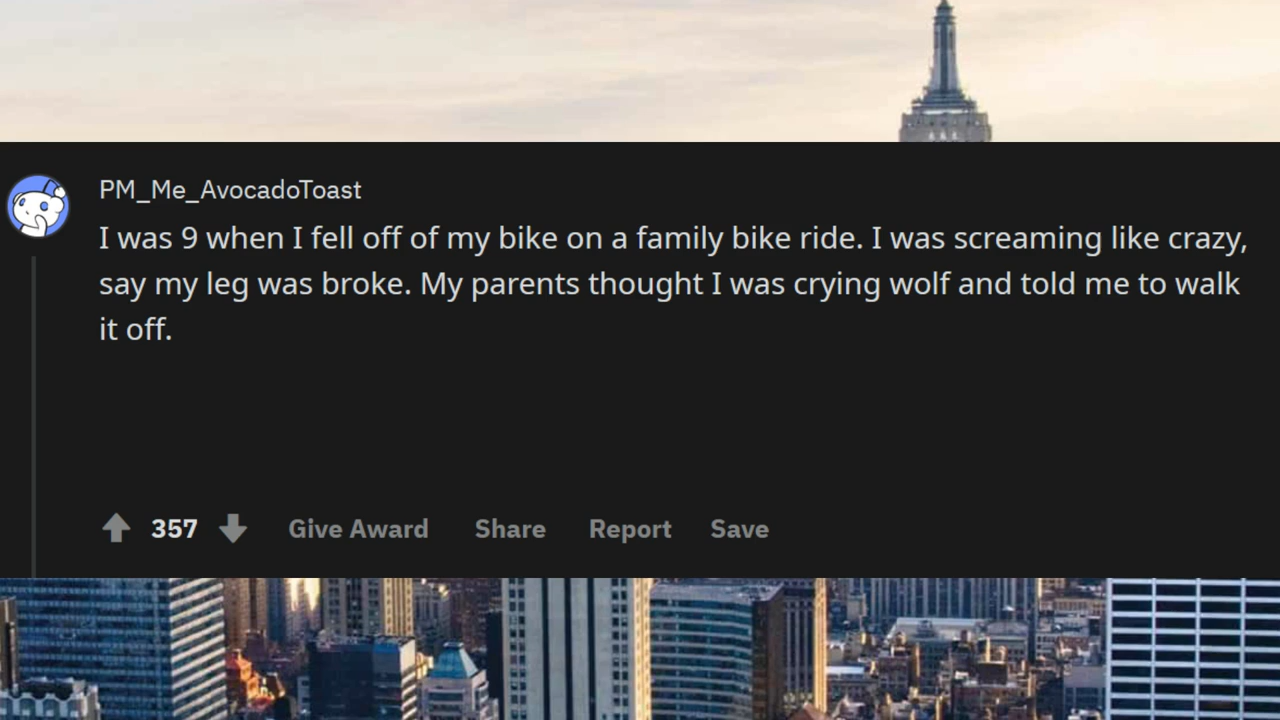 PM_Me_AvocadoToast
I was 9 when I fell off of my bike on a family bike ride. I was screaming like crazy,
say my leg was broke. My parents thought I was crying wolf and told me to walk
it off.
357 Give Award Share Report Save